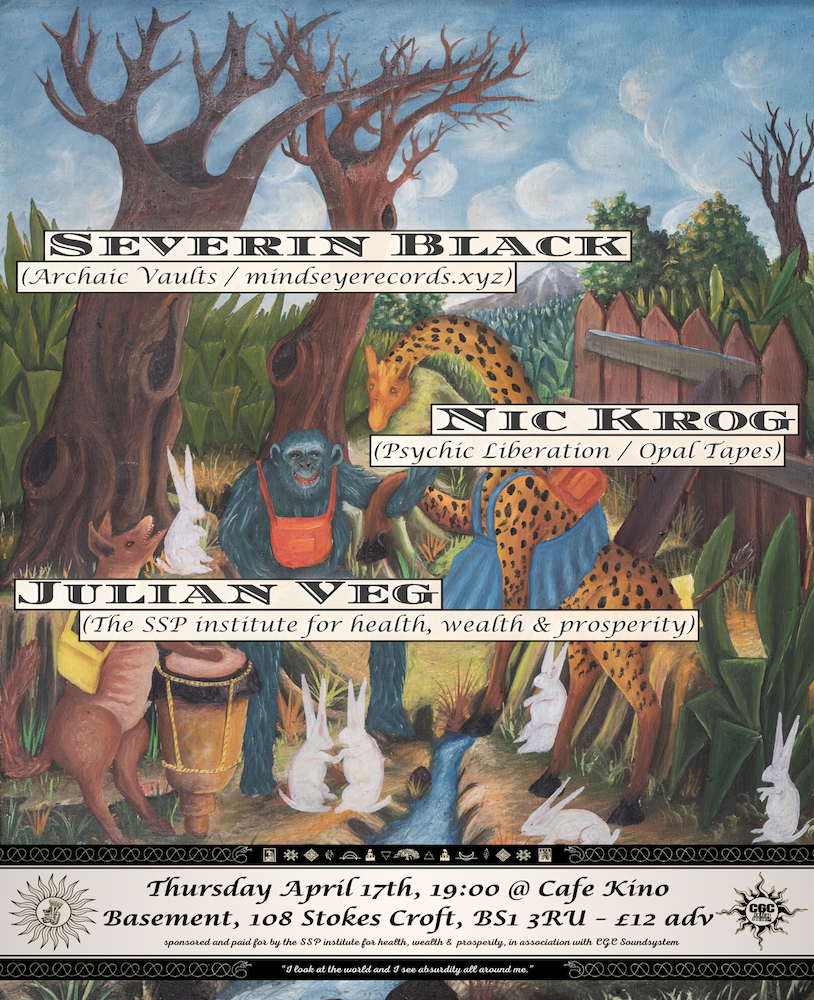 Severin Black
(Archaic Vaults / mindseyerecords.xyz)
Nic Krog
(Psychic Liberation / Opal Tapes)
Julian Veg
(The SSP institute for health, wealth & prosperity)
Thursday April 17th, 19:00 @ Cafe Kino
Basement, 108 Stokes Croft, BS1 3RU – £12 adv
sponsored and paid for by the SSP institute for health, wealth & prosperity, in association with CGC Soundsystem
CGC
"I look at the world and I see absurdity all around me."